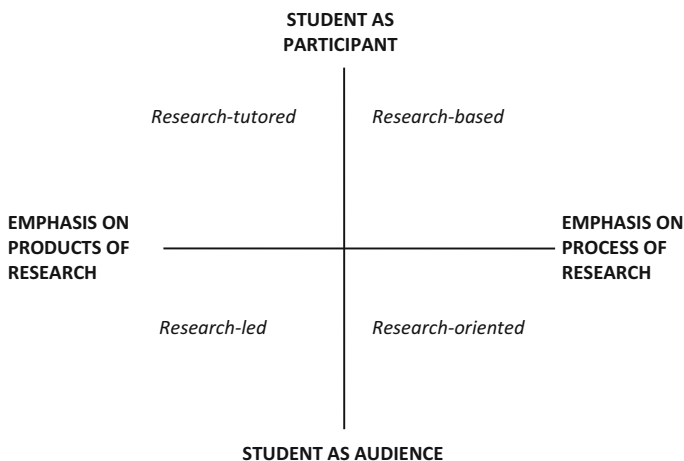 STUDENT AS
PARTICIPANT
Research-tutored
Research-based
EMPHASIS ON
PRODUCTS OF
RESEARCH
EMPHASIS ON
PROCESS OF
RESEARCH
Research-led
Research-oriented
STUDENT AS AUDIENCE